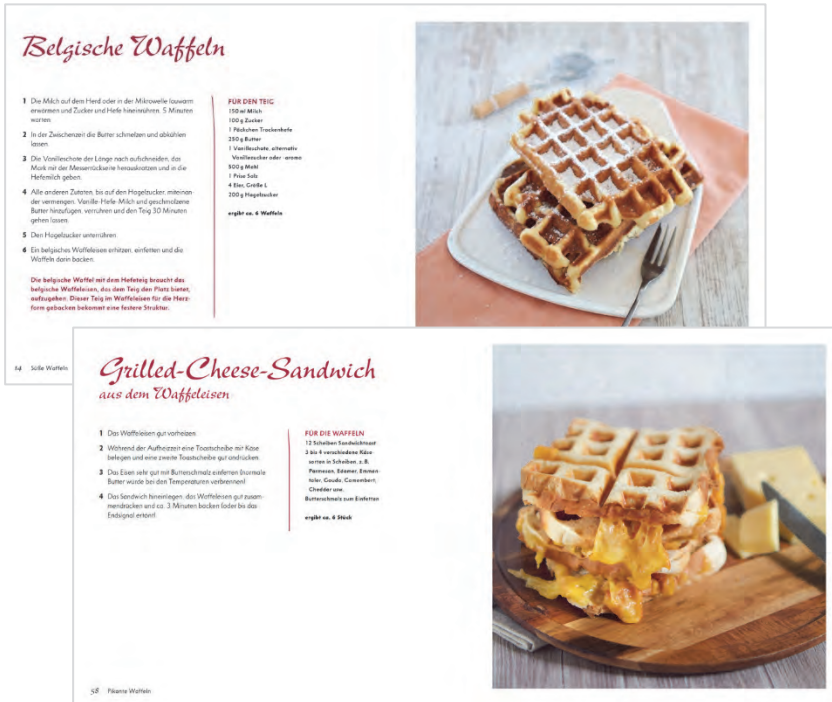 Belgische Waffeln
1 Die Milch auf dem Herd oder in der Mikrowelle lauwarm
erwärmen und Zucker und Hefe hineinrühren. 5 Minuten
warten.
2 In der Zwischenzeit die Butter schmelzen und abkühlen
lassen.
3 Die Vanilleschote der Länge nach aufschneiden, das
Mark mit der Messerrückseite herauskratzen und in die
Hefemilch geben.
4 Alle anderen Zutaten, bis auf den Hagelzucker, miteinan-
der vermengen. Vanille-Hefe-Milch und geschmolzene
Butter hinzufügen, verrühren und den Teig 30 Minuten
gehen lassen.
5 Den Hagelzucker unterrühren.
6 Ein belgisches Waffeleisen erhitzen, einfetten und die
Waffeln darin backen.
Die belgische Waffel mit dem Hefeteig braucht das
belgische Waffeleisen, das dem Teig den Platz bietet,
aufzugehen. Dieser Teig im Waffeleisen für die Herz-
form gebacken bekommt eine festere Struktur.
FÜR DEN TEIG
150 ml Milch
100 g Zucker
1 Päckchen Trockenhefe
250 g Butter
1 Vanilleschote, alternativ
Vanillezucker oder -aroma
500 g Mehl
1 Prise Salz
4 Eier, Größe L
200 g Hagelzucker
ergibt ca. 6 Waffeln
14 Süße Waffeln
Grilled-Cheese-Sandwich
aus dem Waffeleisen
1 Das Waffeleisen gut vorheizen.
2 Während der Aufheizzeit eine Toastscheibe mit Käse
belegen und eine zweite Toastscheibe gut andrücken.
3 Das Eisen sehr gut mit Butterschmalz einfetten (normale
Butter würde bei den Temperaturen verbrennen)!
4 Das Sandwich hineinlegen, das Waffeleisen gut zusam-
mendrücken und ca. 3 Minuten backen (oder bis das
Endsignal ertönt).
FÜR DIE WAFFELN
12 Scheiben Sandwichtoast
3 bis 4 verschiedene Käse-
sorten in Scheiben, z. B.
Parmesan, Edamer, Emmen-
taler, Gouda, Camembert,
Cheddar usw.
Butterschmalz zum Einfetten
ergibt ca. 6 Stück
58 Pikante Waffeln